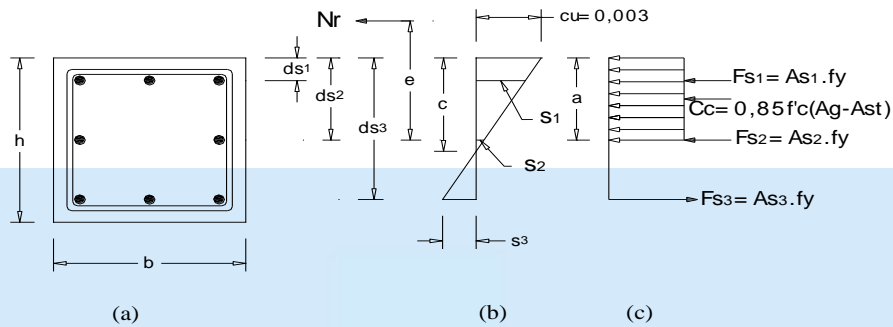 Nr
cu= 0,003
ds1
ds2
ds3
e
c
a
h
b
s1
s2
s3
Fs1= As1.fy
Cc= 0,85f'c(Ag-Ast)
Fs2= As2.fy
Fs3= As3.fy
(a)
(b)
(c)